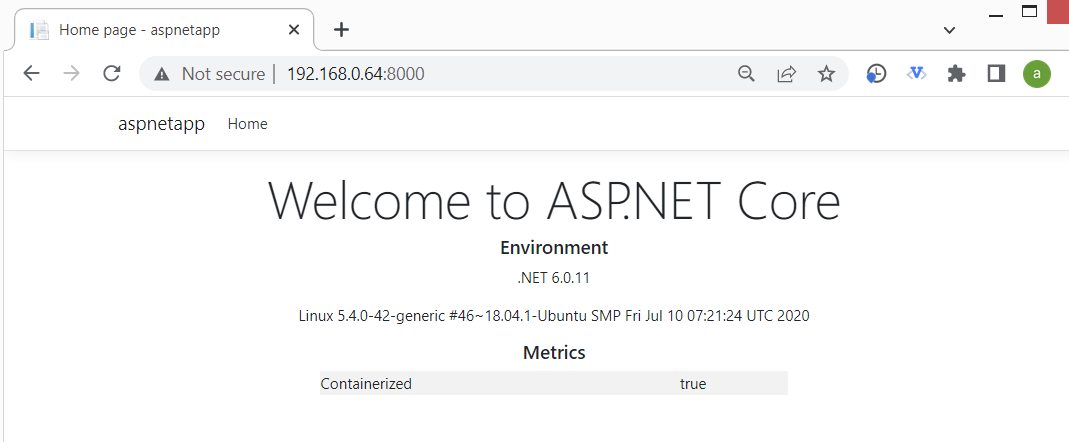 Home page - aspnetapp
Not secure | 192.168.0.64:8000
a
aspnetapp Home
Welcome to ASP.NET Core
Environment
.NET 6.0.11
Linux 5.4.0-42-generic #46~18.04.1-Ubuntu SMP Fri Jul 10 07:21:24 UTC 2020
Metrics
Containerized true